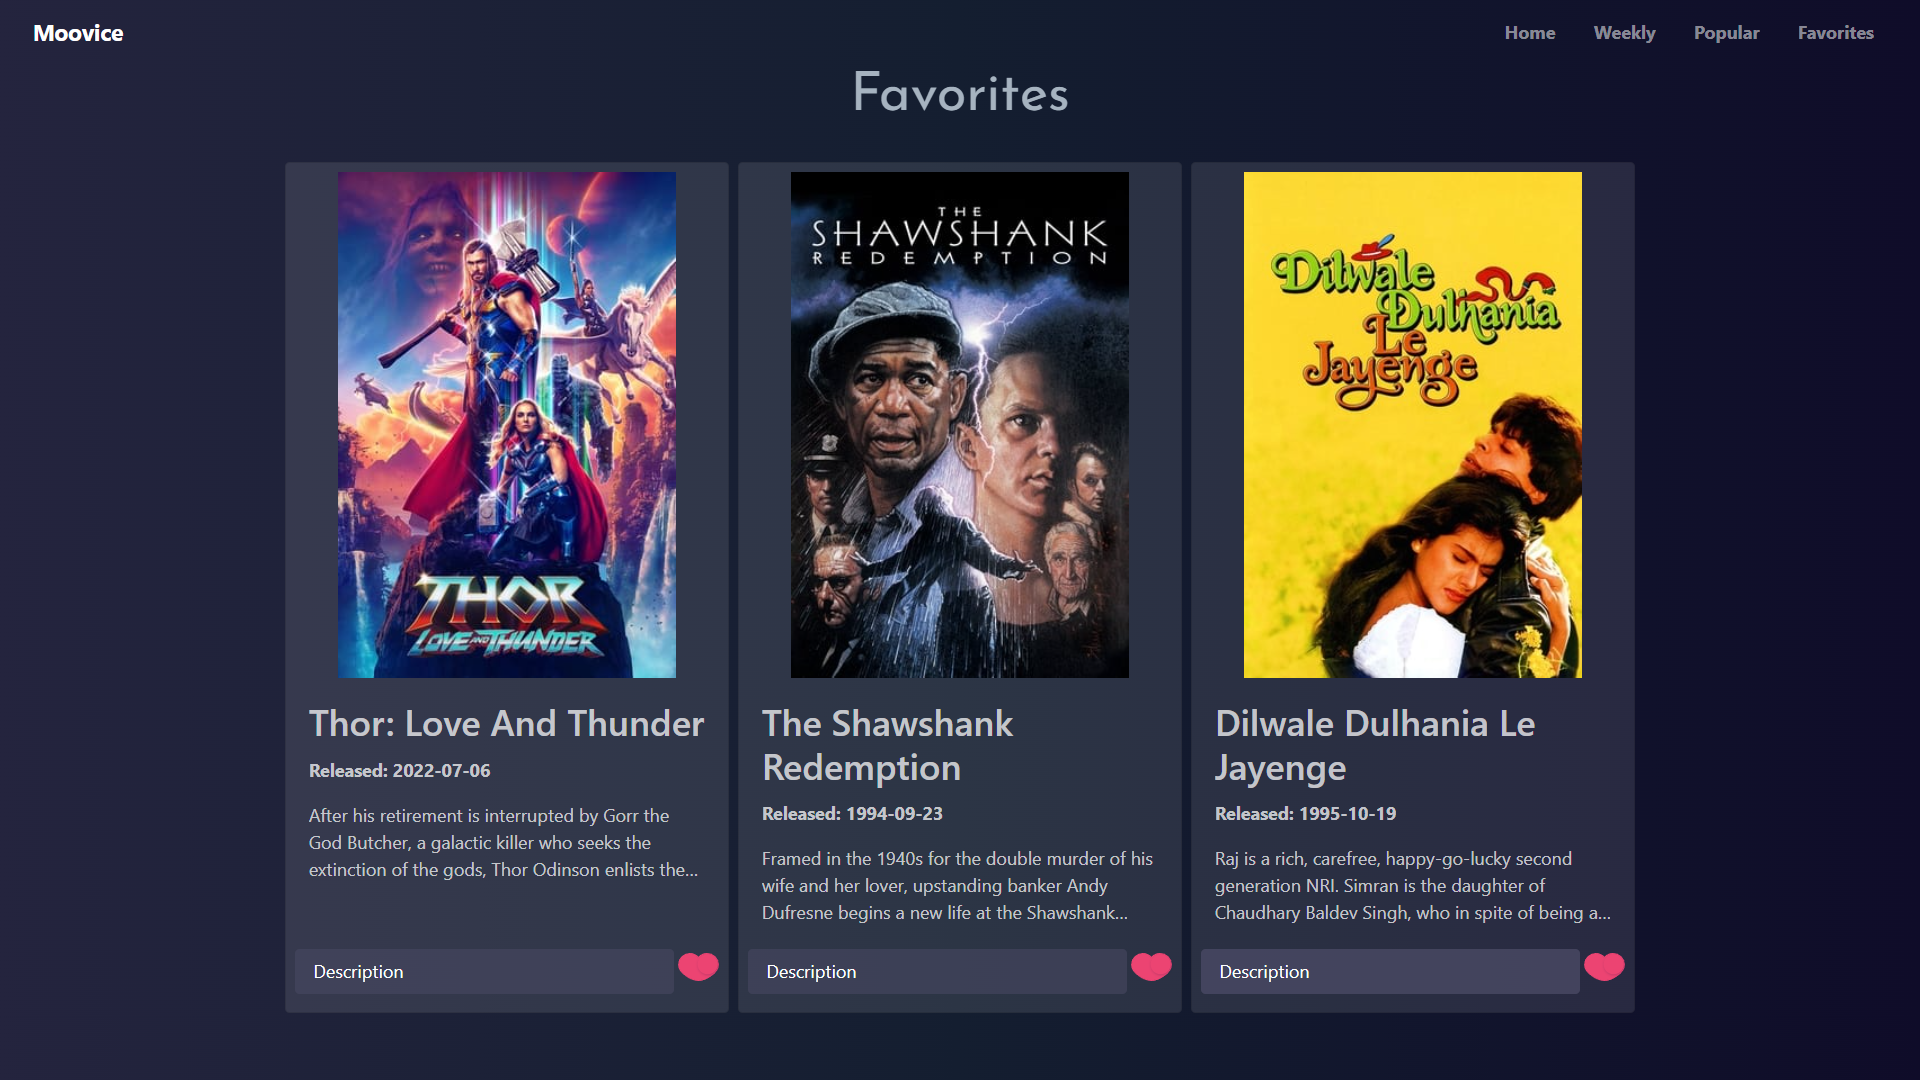 Moovice
Home Weekly Popular Favorites
Favorites
THOR
LOVE AND THUNDER
Thor: Love And Thunder
Released: 2022-07-06
After his retirement is interrupted by Gorr the
God Butcher, a galactic killer who seeks the
extinction of the gods, Thor Odinson enlists the...
Description
THE
SHAWSHANK
REDEMPTION
The Shawshank
Redemption
Released: 1994-09-23
Framed in the 1940s for the double murder of his
wife and her lover, upstanding banker Andy
Dufresne begins a new life at the Shawshank...
Description
Dilwale
Dulhania
Le
Jayenge
Dilwale Dulhania Le
Jayenge
Released: 1995-10-19
Raj is a rich, carefree, happy-go-lucky second
generation NRI. Simran is the daughter of
Chaudhary Baldev Singh, who in spite of being a...
Description